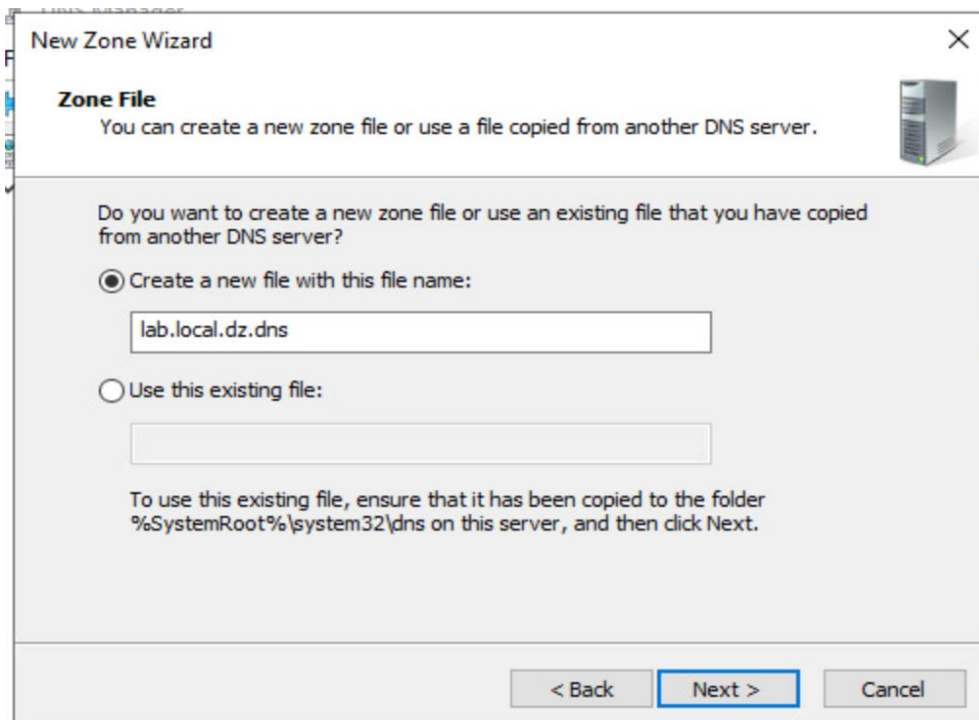 DNS Manager
New Zone Wizard
Zone File
You can create a new zone file or use a file copied from another DNS server.
Do you want to create a new zone file or use an existing file that you have copied
from another DNS server?
Create a new file with this file name:
lab.local.dz.dns
Use this existing file:
To use this existing file, ensure that it has been copied to the folder
%SystemRoot%\system32\dns on this server, and then click Next.
< Back
Next >
Cancel